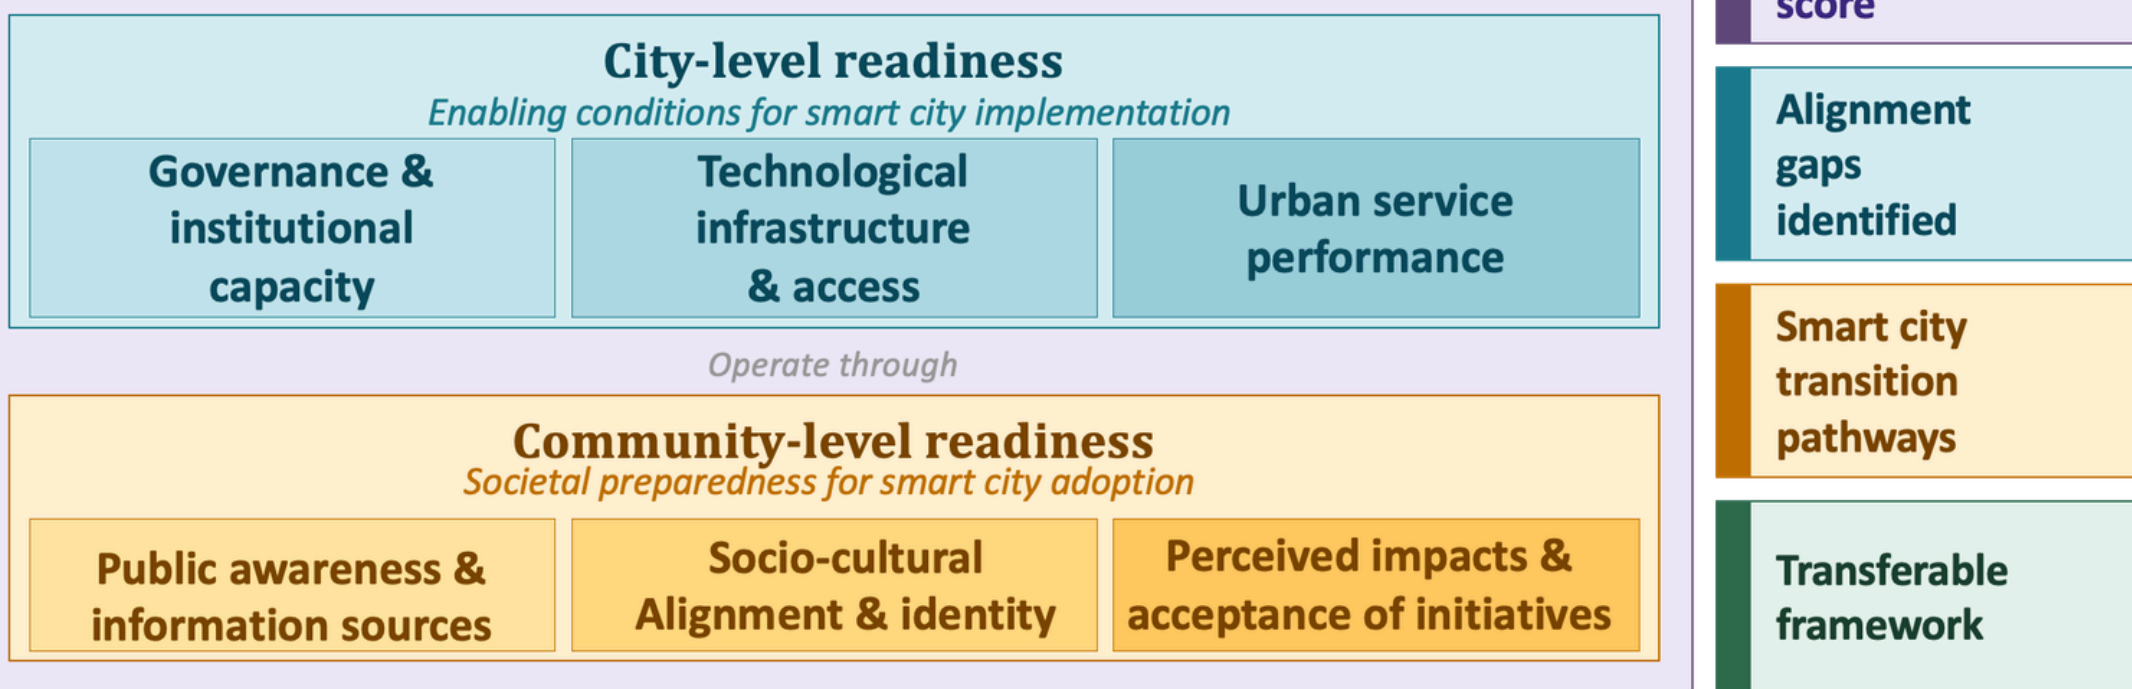 City-level readiness
Enabling conditions for smart city implementation
Governance &
institutional
capacity
Technological
infrastructure
& access
Urban service
performance
Operate through
Community-level readiness
Societal preparedness for smart city adoption
Public awareness &
information sources
Socio-cultural
Alignment & identity
Perceived impacts &
acceptance of initiatives
score
Alignment
gaps
identified
Smart city
transition
pathways
Transferable
framework